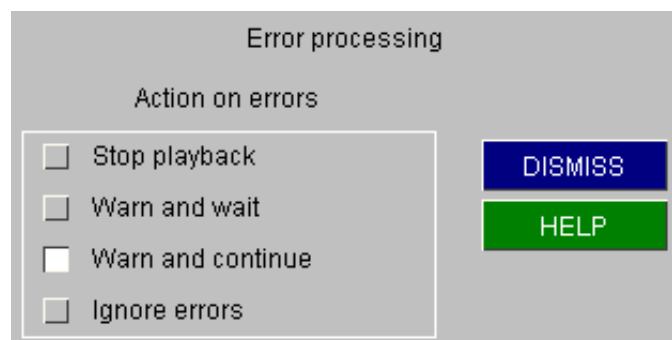 Error processing
Action on errors
Stop playback
Warn and wait
Warn and continue
Ignore errors
DISMISS
HELP